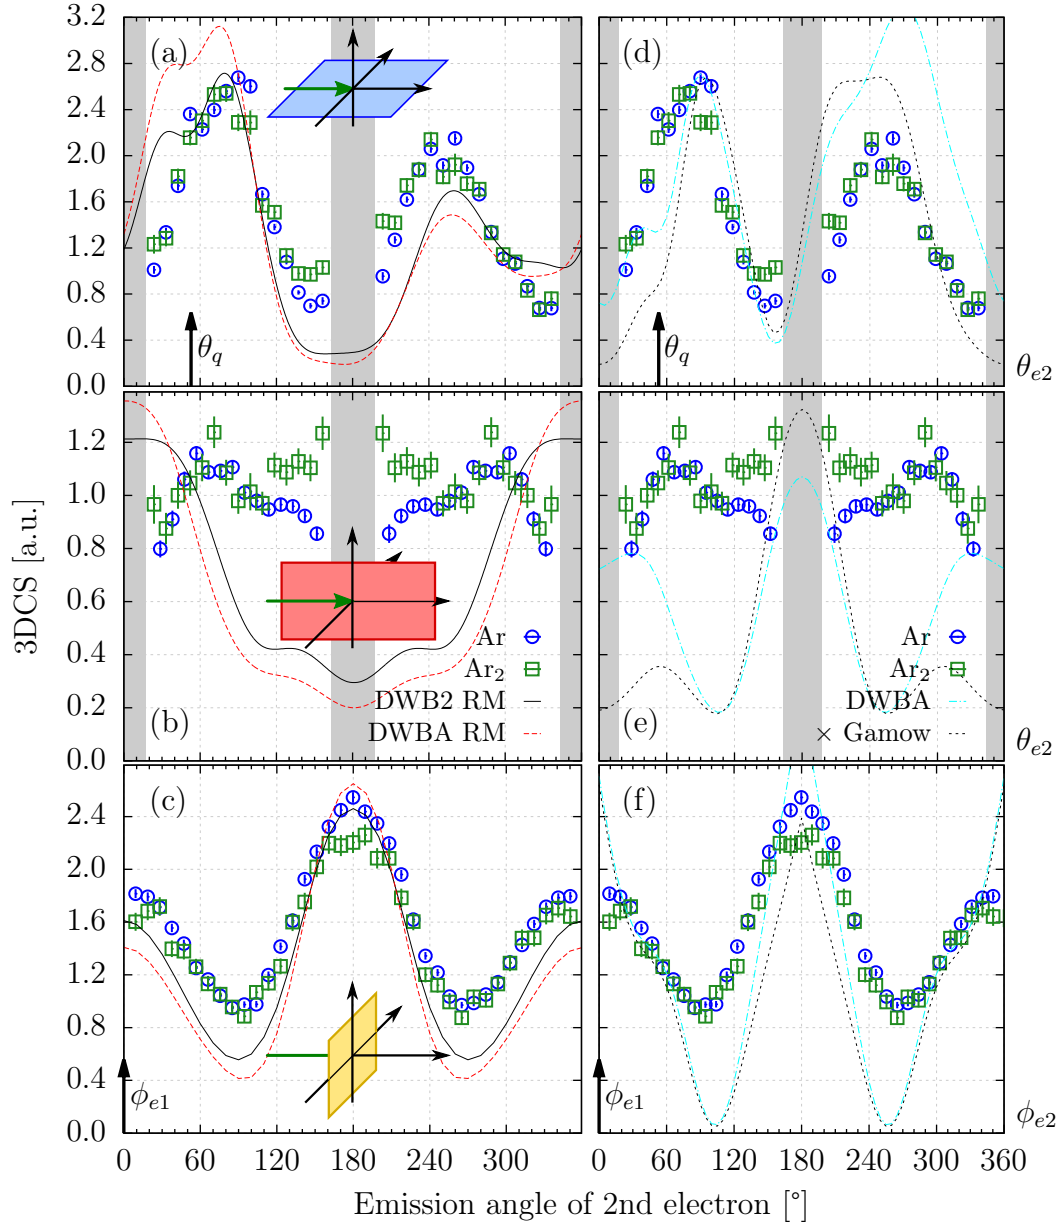 (a)
3.2
2.8
2.4
2.0
1.6
1.2
0.8
0.4
0.0
θq
(d)
θq
θe2
3DCS [a.u.]
1.2
1.0
0.8
0.6
0.4
0.2
0.0
(b)
Ar
Ar2
DWB2 RM
DWBA RM
(e)
Ar
Ar2
DWBA
× Gamow
θe2
(c)
2.4
2.0
1.6
1.2
0.8
0.4
0.0
ϕe1
(f)
ϕe1
ϕe2
0 60 120 180 240 300 0 60 120 180 240 300 360
Emission angle of 2nd electron [°]